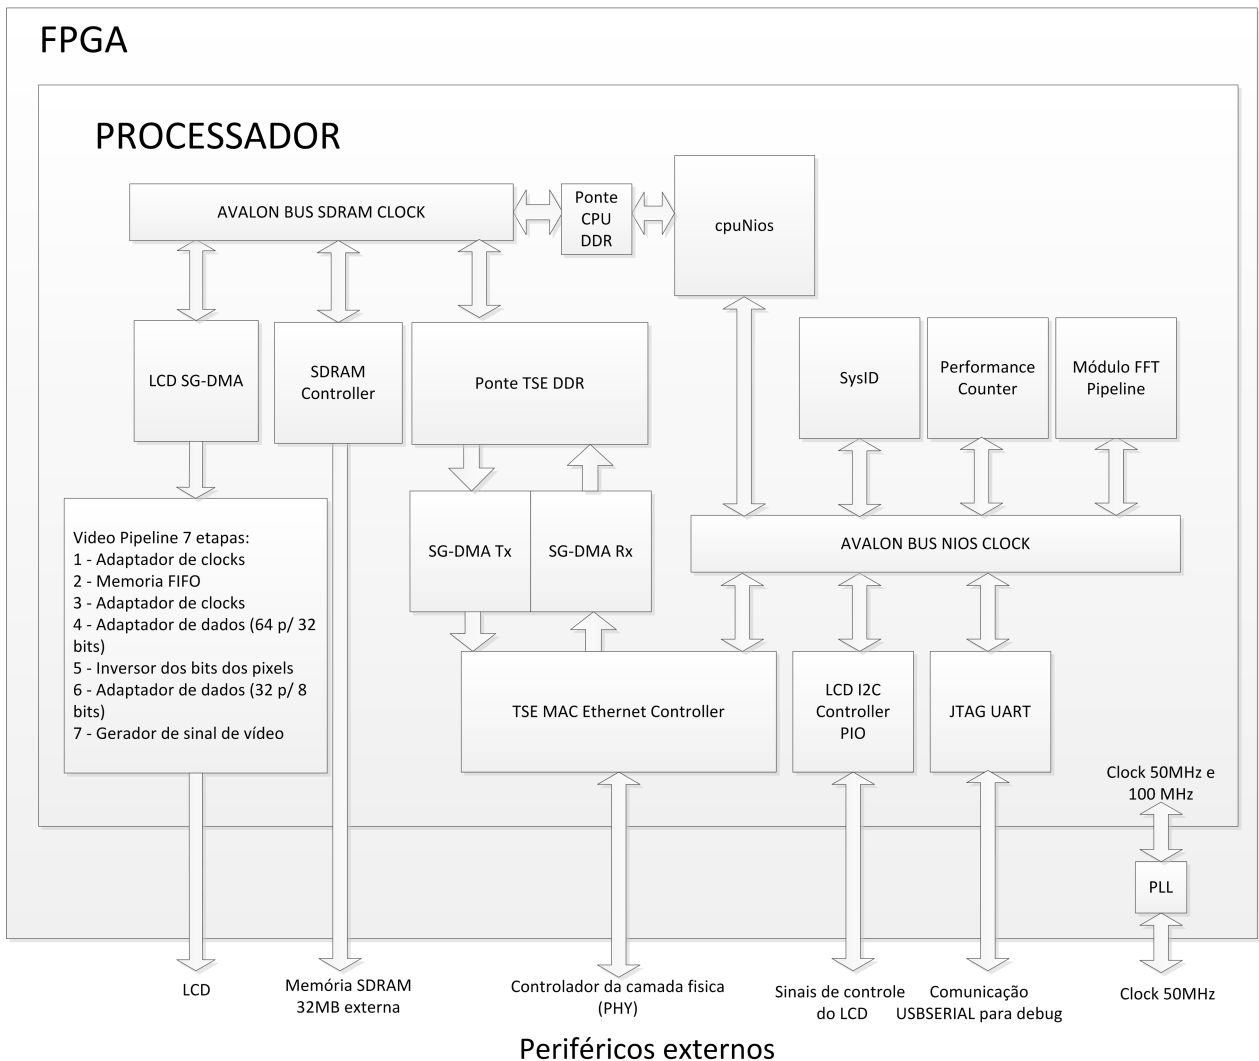 FPGA
PROCESSADOR
AVALON BUS SDRAM CLOCK
Ponte
CPU
DDR
cpuNios
LCD SG-DMA
SDRAM
Controller
Ponte TSE DDR
SysID
Performance
Counter
Módulo FFT
Pipeline
Video Pipeline 7 etapas:
1 - Adaptador de clocks
2 - Memoria FIFO
3 - Adaptador de clocks
4 - Adaptador de dados (64 p/ 32
bits)
5 - Inversor dos bits dos pixels
6 - Adaptador de dados (32 p/ 8
bits)
7 - Gerador de sinal de vídeo
SG-DMA Tx
SG-DMA Rx
AVALON BUS NIOS CLOCK
TSE MAC Ethernet Controller
LCD I2C
Controller
PIO
JTAG UART
Clock 50MHz e
100 MHz
PLL
LCD
Memória SDRAM
32MB externa
Controlador da camada fisica
(PHY)
Sinais de controle
do LCD
Comunicação
USBSERIAL para debug
Clock 50MHz
Periféricos externos